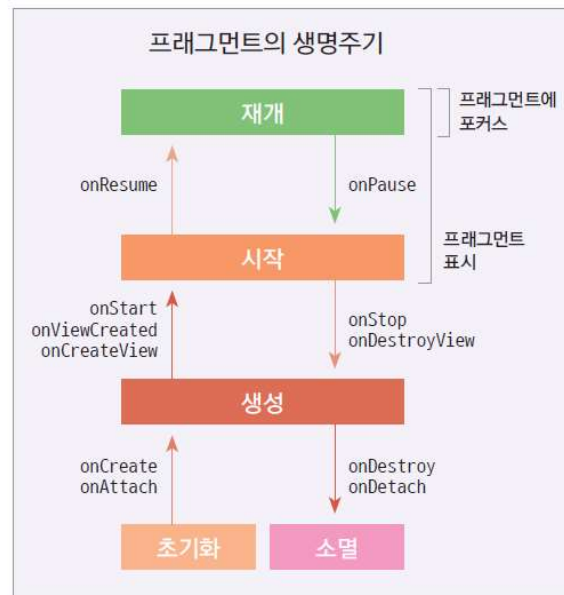 프래그먼트의 생명주기
재개
프래그먼트에
포커스
onResume
onPause
프래그먼트
표시
시작
onStart
onViewCreated
onCreateView
onStop
onDestroyView
생성
onCreate
onAttach
onDestroy
onDetach
초기화
소멸